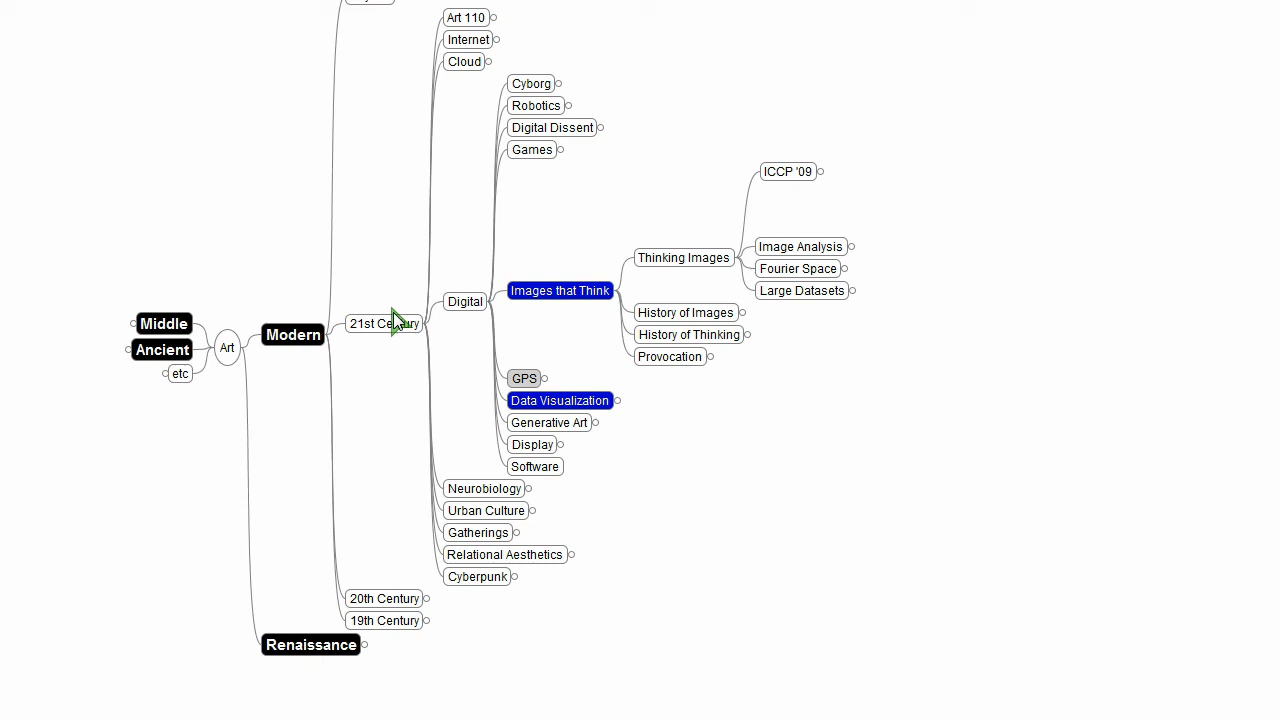 Art 110
Internet
Cloud
Cyborg
Robotics
Digital Dissent
Games
ICCP '09
Image Analysis
Thinking Images
Fourier Space
Images that Think
Large Datasets
Digital
History of Images
Middle
21st Century
Modern
History of Thinking
Art
Ancient
Provocation
etc
GPS
Data Visualization
Generative Art
Display
Software
Neurobiology
Urban Culture
Gatherings
Relational Aesthetics
Cyberpunk
20th Century
19th Century
Renaissance